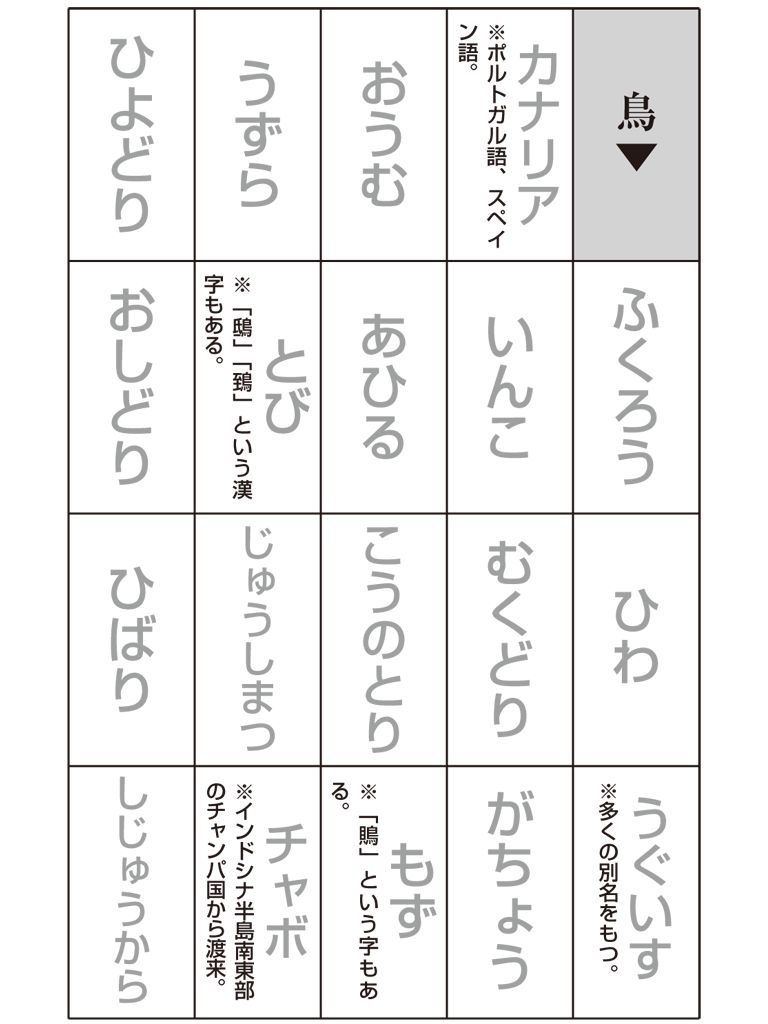 鳥▼
ふくろう
ひわ
うぐいす
※多くの別名をもつ。
カナリア
※ポルトガル語、スペイ
ン語。
いんこ
むくどり
がちょう
おうむ
あひる
こうのとり
もず
※「鵙」という字もあ
る。
うずら
とび
※「鴟」「鵄」という漢
字もある。
じゅうしまつ
チャボ
※インドシナ半島南東部
のチャンパ国から渡来。
ひよどり
おしどり
ひばり
しじゅうから